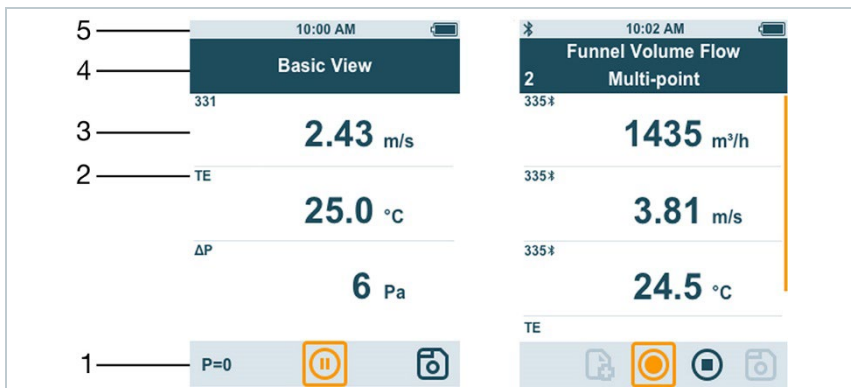 5
10:00 AM
4
Basic View
331
3
2.43 m/s
2
TE
25.0 °C
ΔP
6 Pa
1
P=0
10:02 AM
Funnel Volume Flow
2 Multi-point
335
1435 m³/h
335
3.81 m/s
335
24.5 °C
TE